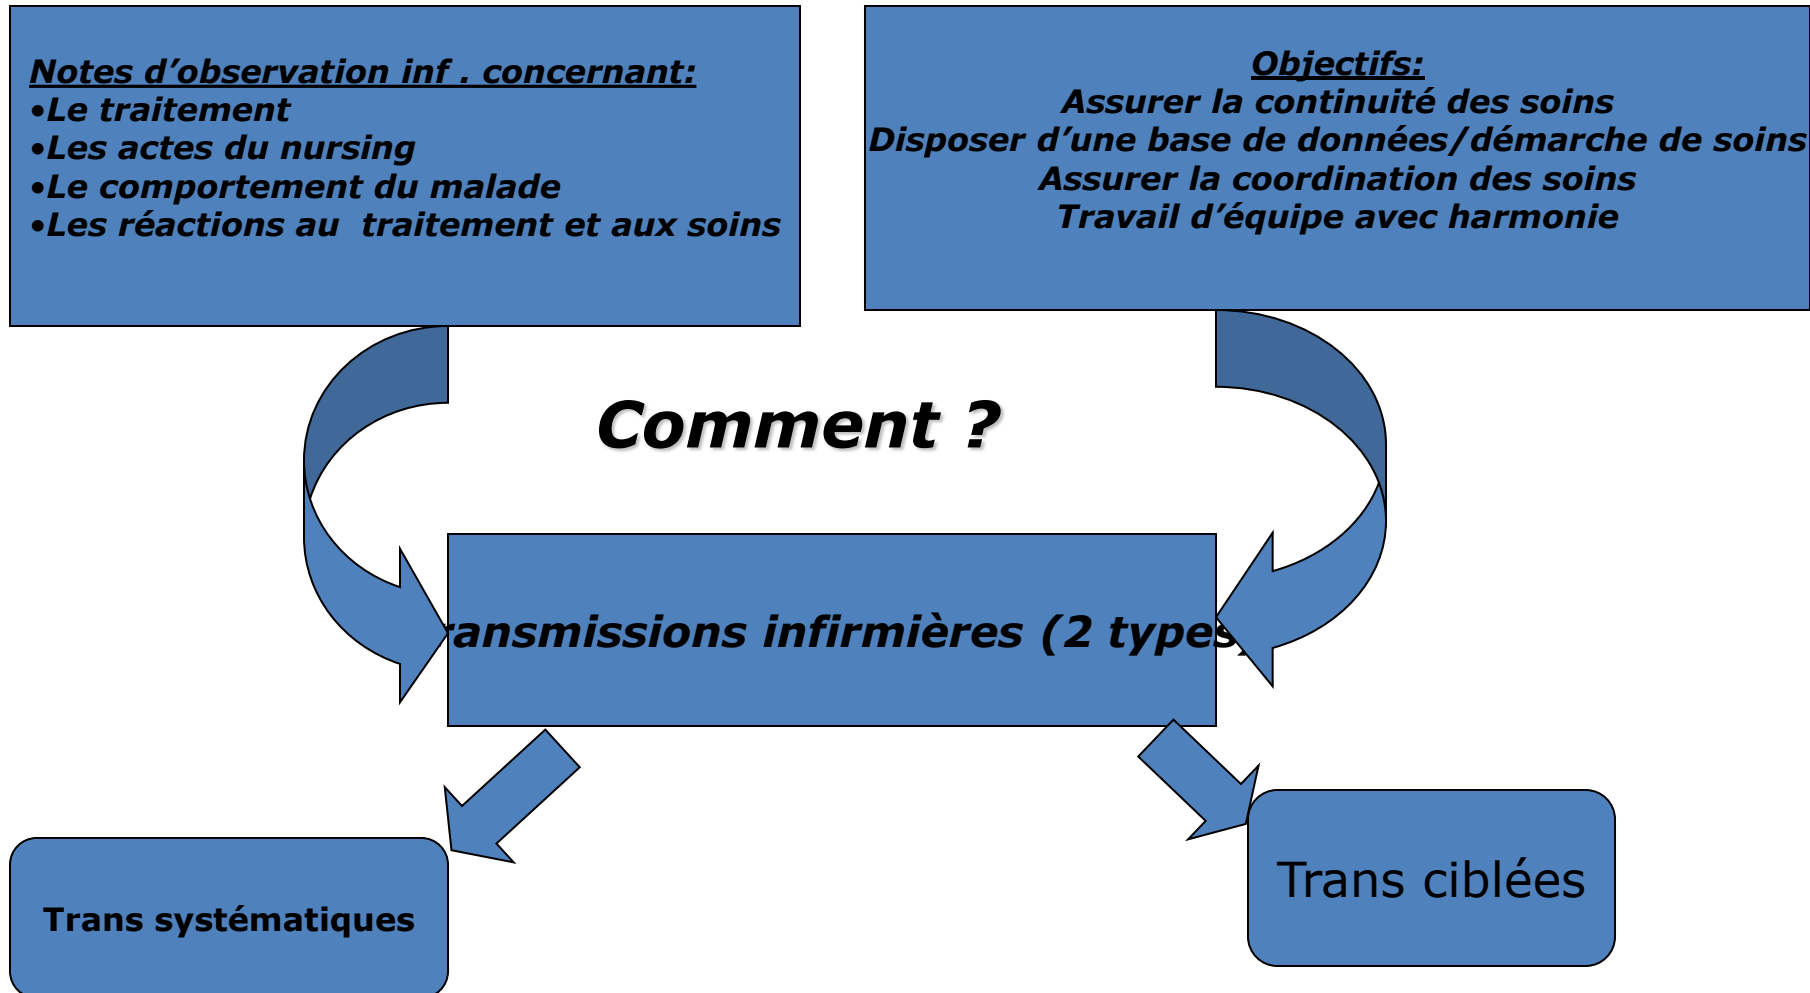 Notes d’observation inf . concernant:
•Le traitement
•Les actes du nursing
•Le comportement du malade
•Les réactions au  traitement et aux soins
Objectifs:
Assurer la continuité des soins
Disposer d’une base de données/démarche de soins
Assurer la coordination des soins
Travail d’équipe avec harmonie
Comment ?
ransmissions infirmières (2 types)
Trans systématiques
Trans ciblées